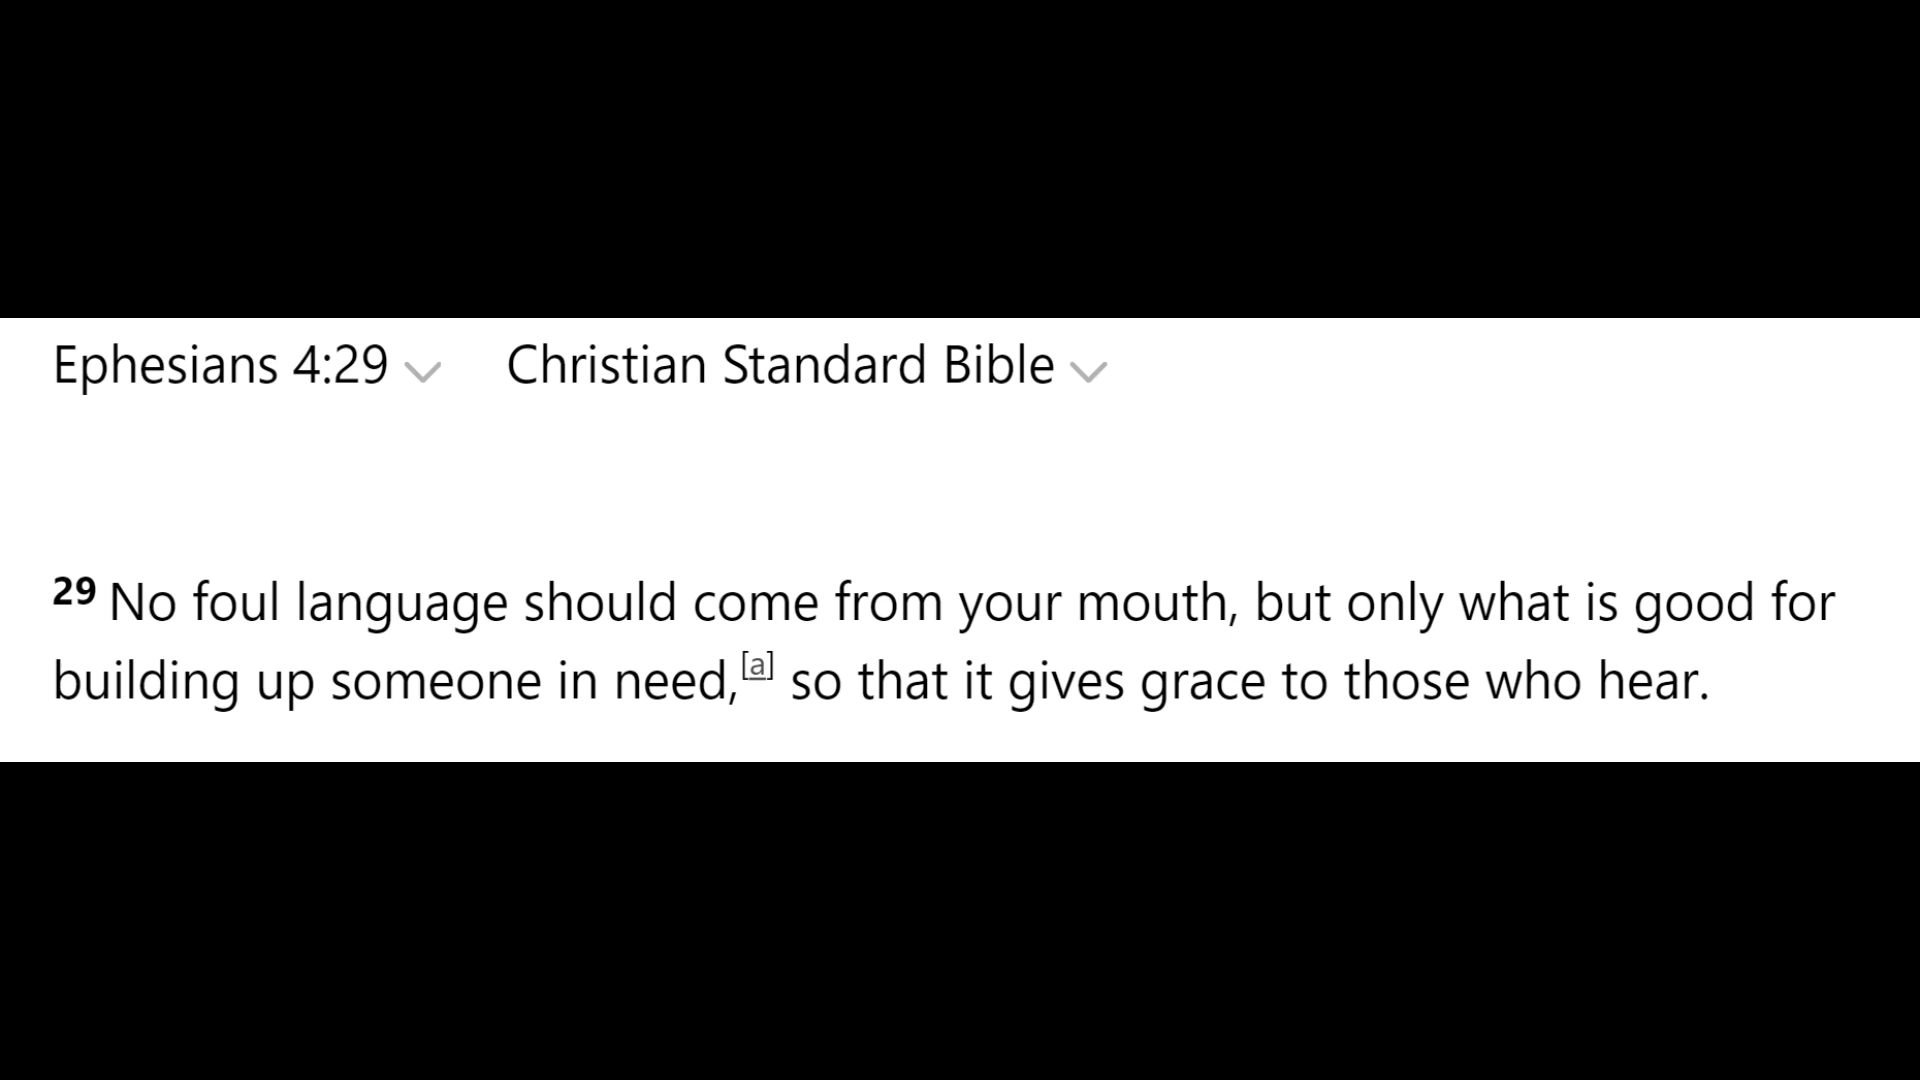 Ephesians 4:29 Christian Standard Bible
29 No foul language should come from your mouth, but only what is good for
building up someone in need,[a] so that it gives grace to those who hear.